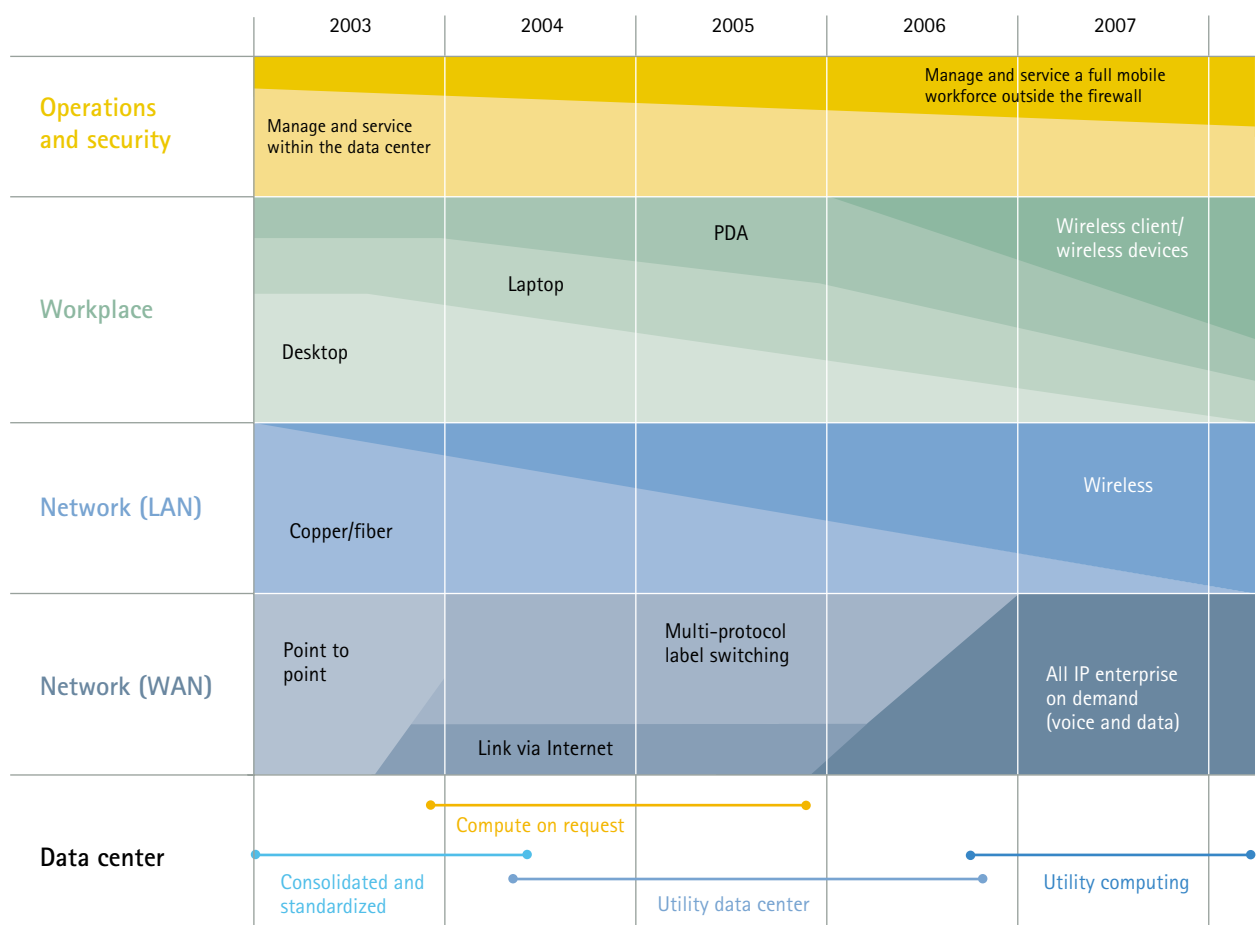 2003 2004 2005 2006 2007
Operations
and security
Manage and service
within the data center
Manage and service a full mobile
workforce outside the firewall
Workplace
Desktop
Laptop
PDA
Wireless client/
wireless devices
Network (LAN)
Copper/fiber
Wireless
Network (WAN)
Point to
point
Link via Internet
Multi-protocol
label switching
All IP enterprise
on demand
(voice and data)
Data center
Compute on request
Consolidated and
standardized
Utility data center
Utility computing